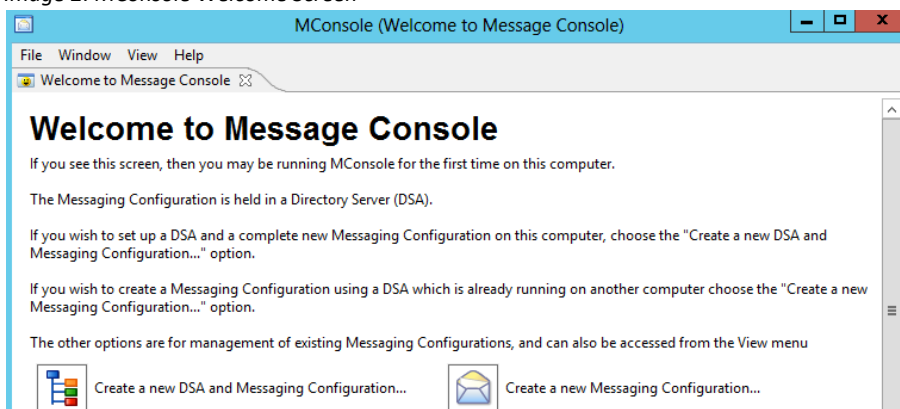 MConsole (Welcome to Message Console)
File Window View Help
Welcome to Message Console
Welcome to Message Console
If you see this screen, then you may be running MConsole for the first time on this computer.
The Messaging Configuration is held in a Directory Server (DSA).
If you wish to set up a DSA and a complete new Messaging Configuration on this computer, choose the "Create a new DSA and
Messaging Configuration..." option.
If you wish to create a Messaging Configuration using a DSA which is already running on another computer choose the "Create a new
Messaging Configuration..." option.
The other options are for management of existing Messaging Configurations, and can also be accessed from the View menu
Create a new DSA and Messaging Configuration... Create a new Messaging Configuration...